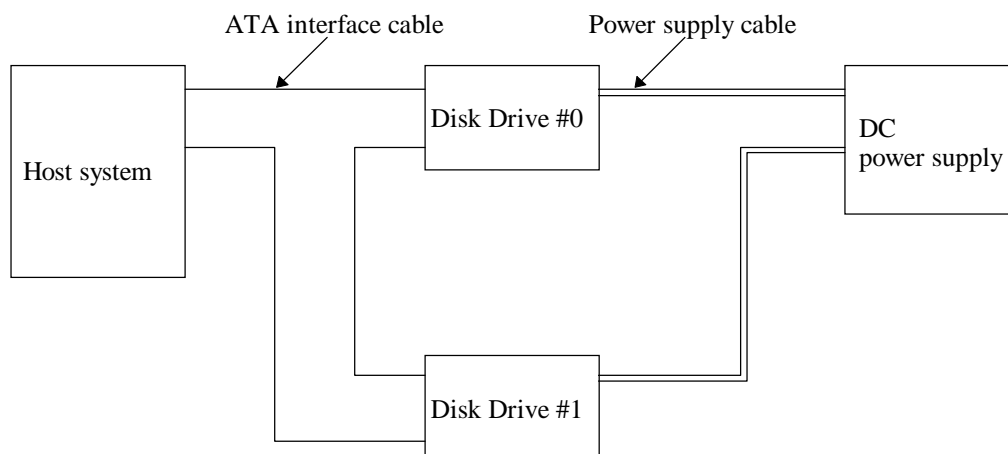 ATA interface cable
Power supply cable
Host system
Disk Drive #0
DC
power supply
Disk Drive #1